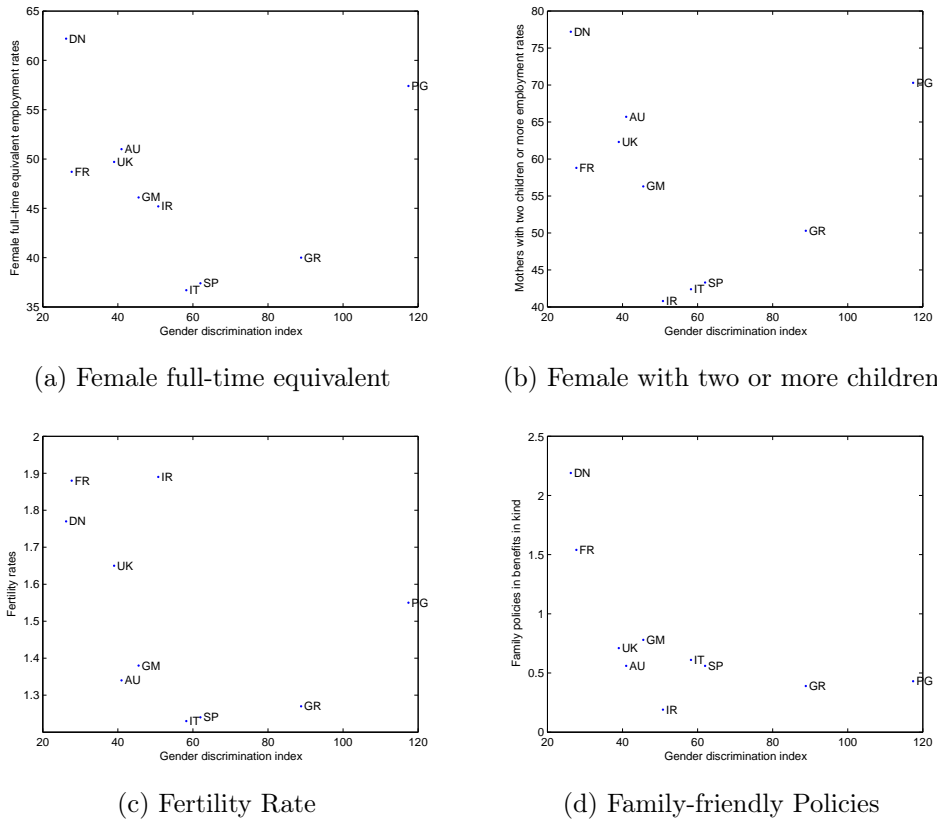 65
60
55
50
45
40
35
20 40 60 80 100 120
Female full−time equivalent employment rates
DN
PG
AU
UK
FR
GM
IR
GR
SP
IT
Gender discrimination index
(a) Female full-time equivalent
80
75
70
65
60
55
50
45
40
20 40 60 80 100 120
Mothers with two children or more employment rates
DN
PG
AU
UK
FR
GM
GR
SP
IT
IR
Gender discrimination index
(b) Female with two or more children
2
1.9
1.8
1.7
1.6
1.5
1.4
1.3
20 40 60 80 100 120
Fertility rates
FR
IR
DN
UK
PG
GM
AU
GR
SP
IT
Gender discrimination index
(c) Fertility Rate
2.5
2
1.5
1
0.5
0
20 40 60 80 100 120
Family policies in benefits in kind
DN
FR
GM
UK
AU
IT
SP
GR
PG
IR
Gender discrimination index
(d) Family-friendly Policies